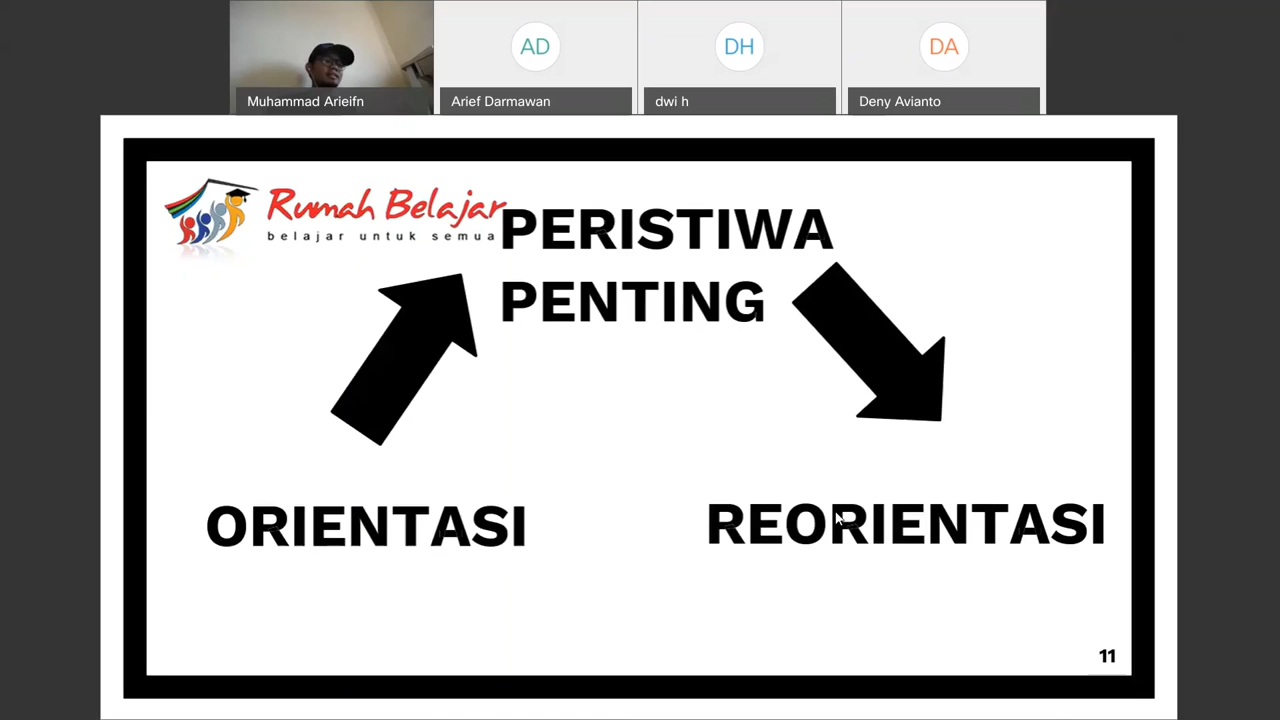 AD
DH
DA
Muhammad Arieifn
Arief Darmawan
dwi h
Deny Avianto
Rumah Belajar
belajar untuk semua
PERISTIWA
PENTING
ORIENTASI
REORIENTASI
11